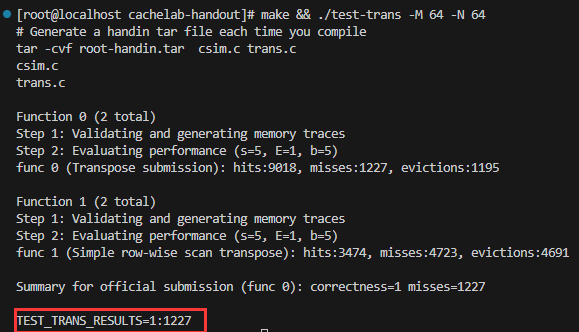 [root@localhost cachelab-handout]# make && ./test-trans -M 64 -N 64
# Generate a handin tar file each time you compile
tar -cvf root-handin.tar  csim.c trans.c
csim.c
trans.c

Function 0 (2 total)
Step 1: Validating and generating memory traces
Step 2: Evaluating performance (s=5, E=1, b=5)
func 0 (Transpose submission): hits:9018, misses:1227, evictions:1195

Function 1 (2 total)
Step 1: Validating and generating memory traces
Step 2: Evaluating performance (s=5, E=1, b=5)
func 1 (Simple row-wise scan transpose): hits:3474, misses:4723, evictions:4691

Summary for official submission (func 0): correctness=1 misses=1227

TEST_TRANS_RESULTS=1:1227